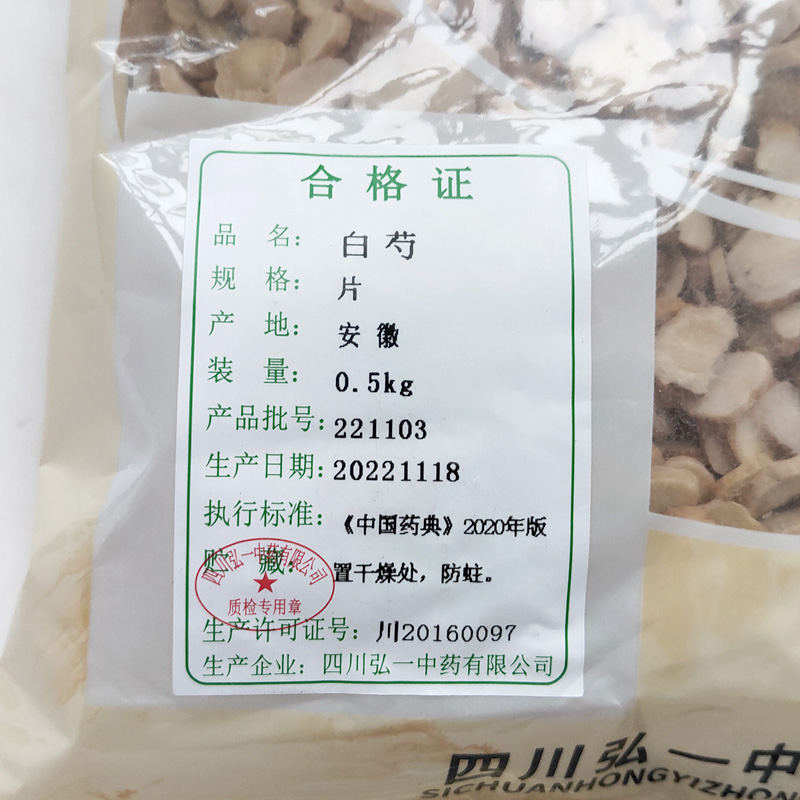 合格证
品 名：白芍
规 格：片
产 地：安徽
装 量：0.5kg
产品批号：221103
生产日期：20221118
执行标准：《中国药典》2020年版
贮 藏：置干燥处，防蛀。
四川弘一中药有限公司
质检专用章
生产许可证号：川20160097
生产企业：四川弘一中药有限公司
四川弘一中
SICHUANHONGYIZHON